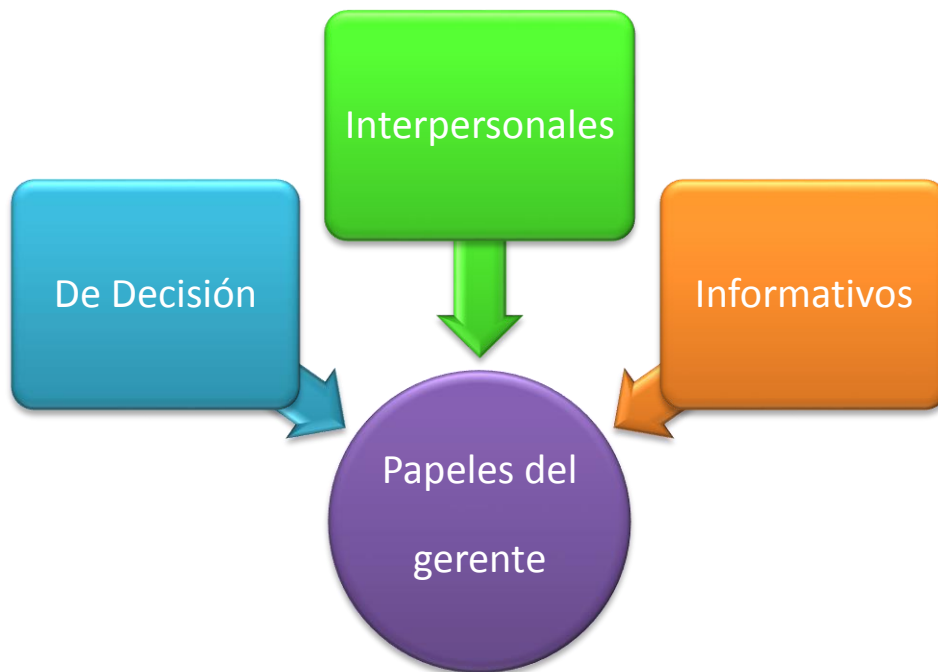 Interpersonales
De Decisión
Informativos
Papeles del
gerente